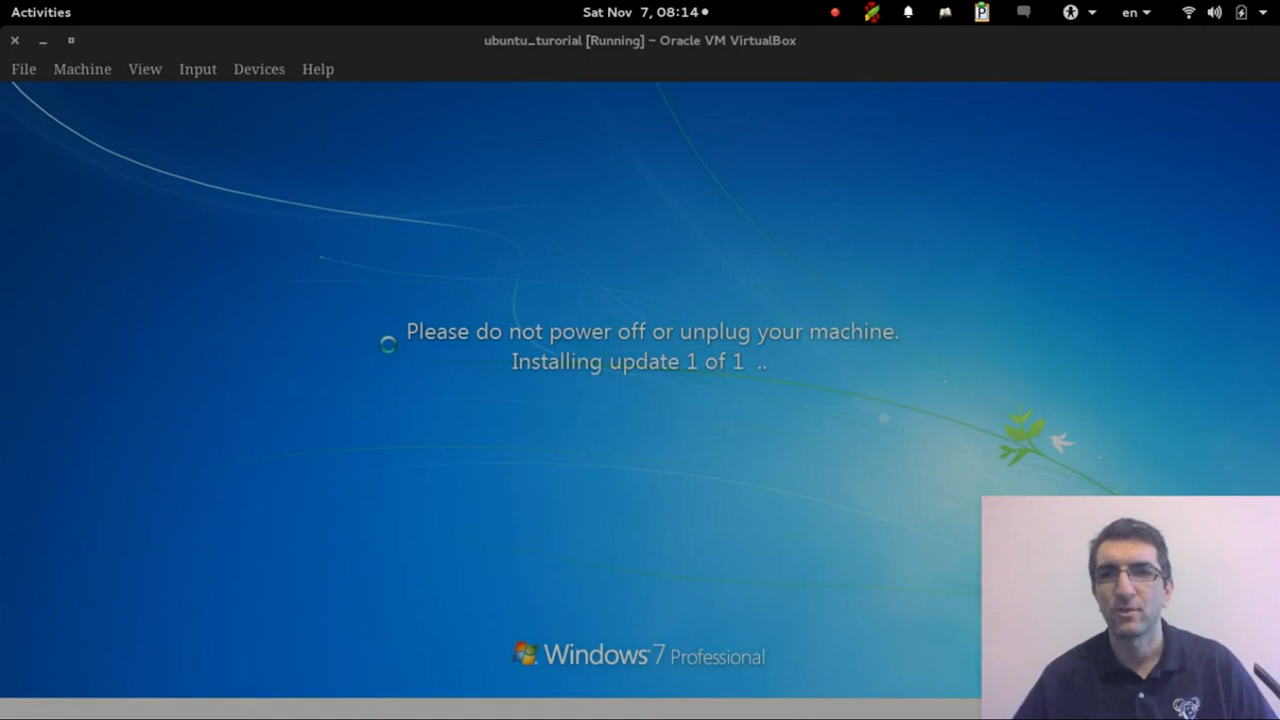 Activities
Sat Nov 7, 08:14
en
ubuntu_turorial [Running] – Oracle VM VirtualBox
File Machine View Input Devices Help
Please do not power off or unplug your machine.
Installing update 1 of 1 ..
Windows 7 Professional